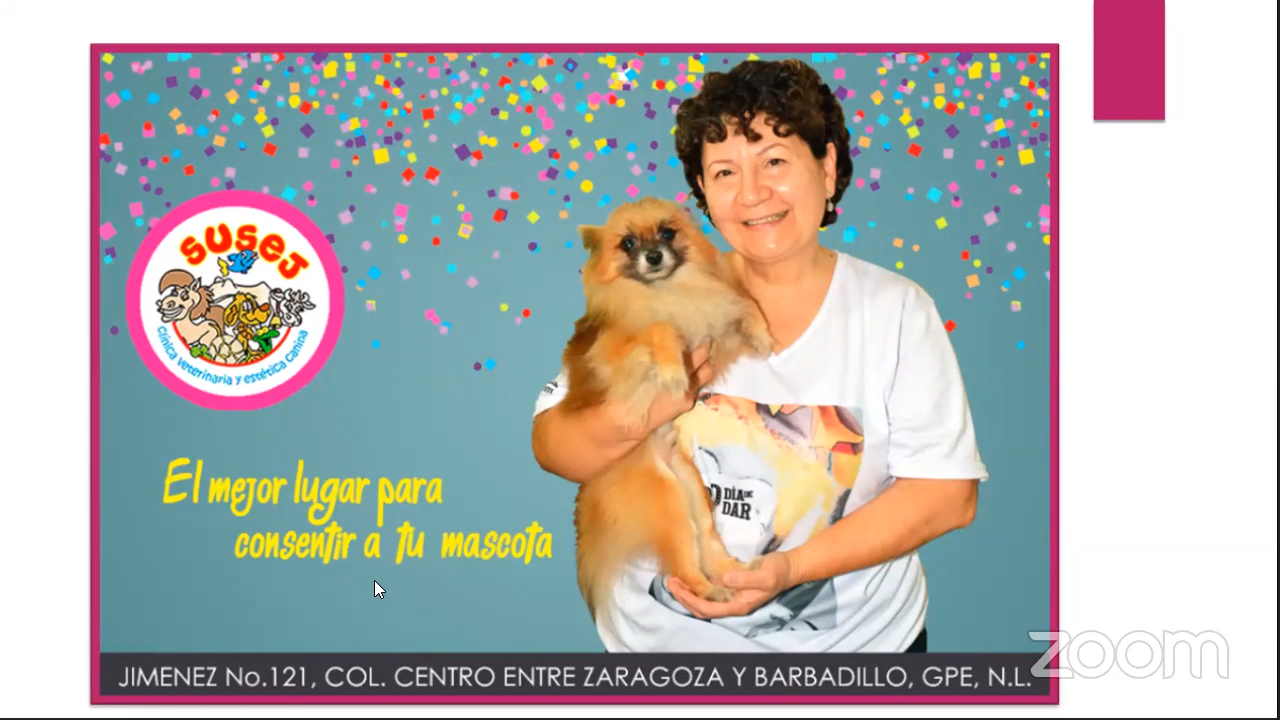 SUSEJ
Clínica veterinaria y estética Canina
El mejor lugar para
consentir a tu mascota
DÍA DE
DAR
JIMENEZ No.121, COL. CENTRO ENTRE ZARAGOZA Y BARBADILLO, GPE, N.L.
zoom